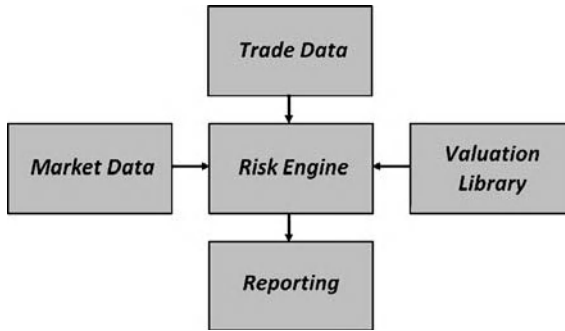 Trade Data
Market Data
Risk Engine
Valuation
Library
Reporting